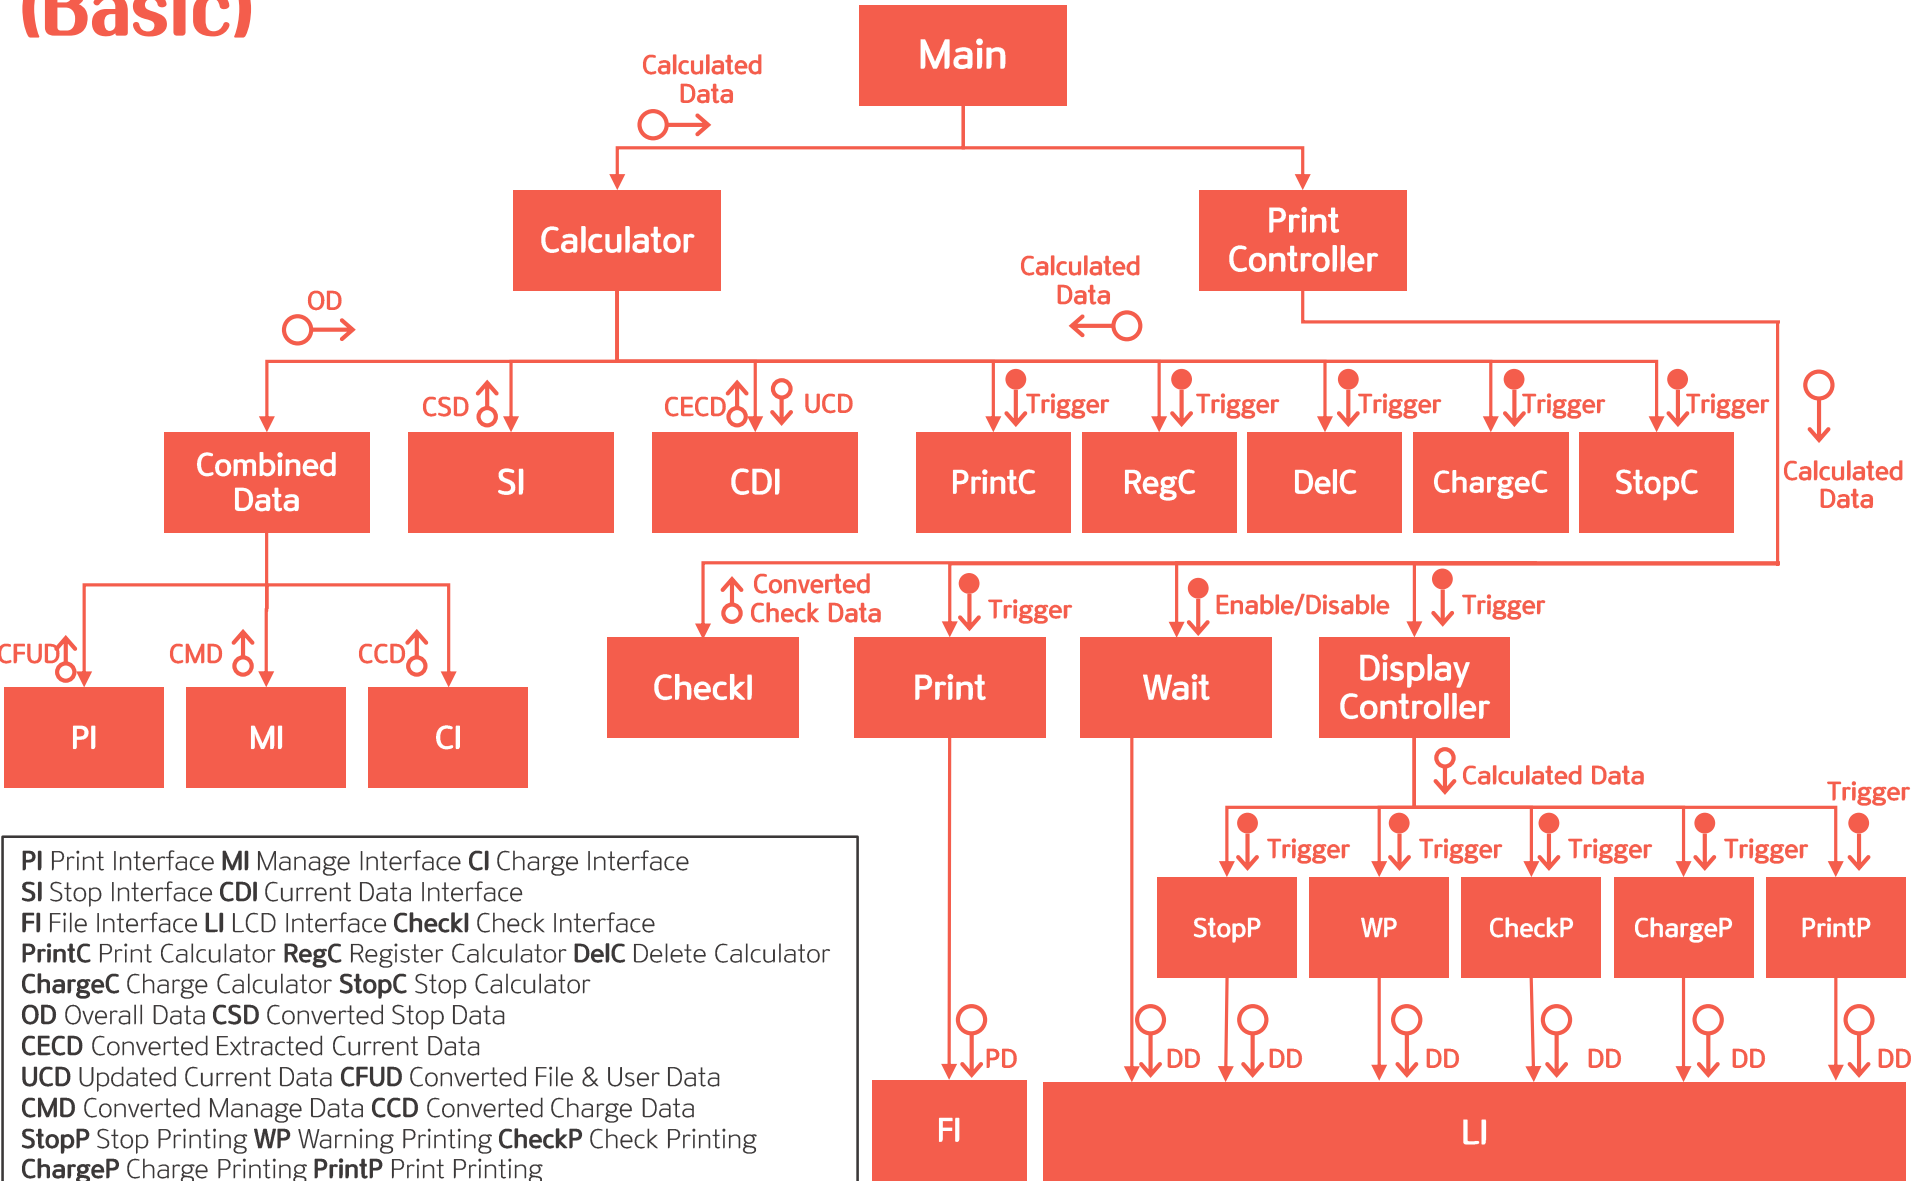 (Basic)
Main
Calculated
Data
Calculator
Print
Controller
Calculated
Data
OD
CSD
CECD
UCD
Trigger
Trigger
Trigger
Trigger
Trigger
Combined
Data
SI
CDI
PrintC
RegC
DelC
ChargeC
StopC
Calculated
Data
Converted
Check Data
Trigger
Enable/Disable
Trigger
CFUD
CMD
CCD
CheckI
Print
Wait
Display
Controller
PI
MI
CI
Calculated Data
Trigger
Trigger
Trigger
Trigger
Trigger
StopP
WP
CheckP
ChargeP
PrintP
PD
DD
DD
DD
DD
DD
DD
FI
LI
PI Print Interface MI Manage Interface CI Charge Interface
SI Stop Interface CDI Current Data Interface
FI File Interface LI LCD Interface CheckI Check Interface
PrintC Print Calculator RegC Register Calculator DelC Delete Calculator
ChargeC Charge Calculator StopC Stop Calculator
OD Overall Data CSD Converted Stop Data
CECD Converted Extracted Current Data
UCD Updated Current Data CFUD Converted File & User Data
CMD Converted Manage Data CCD Converted Charge Data
StopP Stop Printing WP Warning Printing CheckP Check Printing
ChargeP Charge Printing PrintP Print Printing